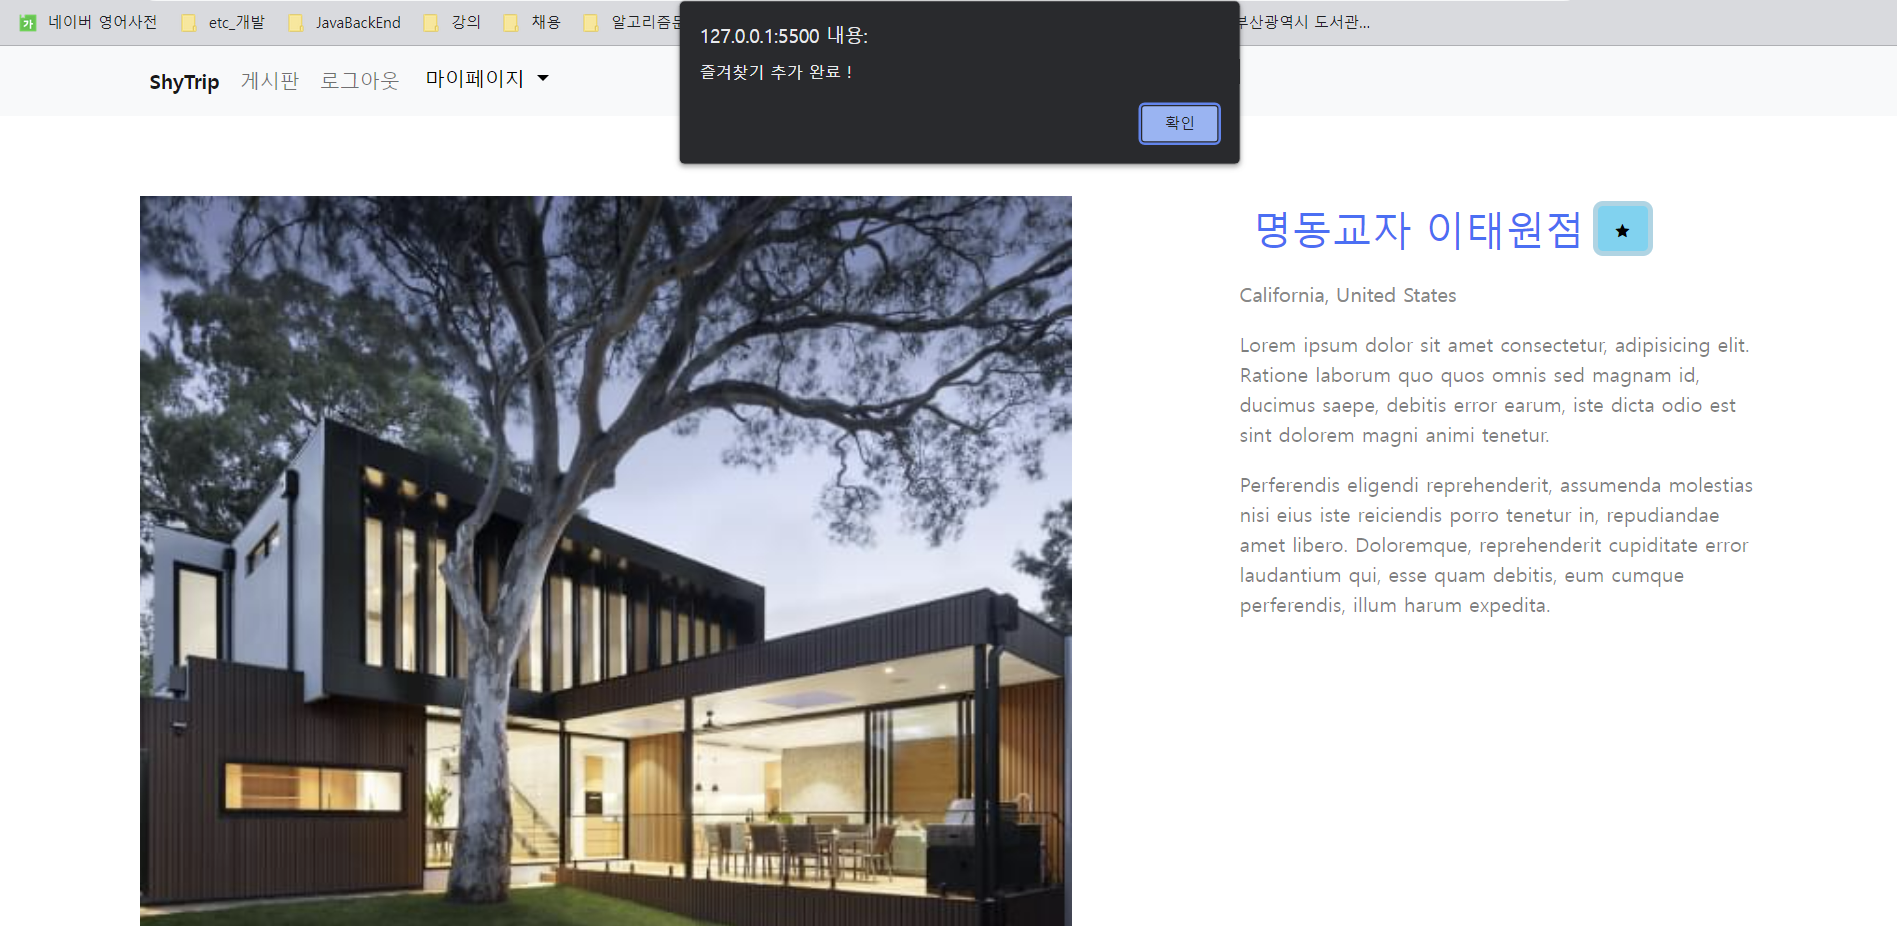 네이버 영어사전 etc_개발 JavaBackEnd 강의 채용 알고리즘
127.0.0.1:5500 내용:
즐겨찾기 추가 완료 !
확인
부산광역시 도서관...
ShyTrip 게시판 로그아웃 마이페이지
명동교자 이태원점
California, United States
Lorem ipsum dolor sit amet consectetur, adipisicing elit.
Ratione laborum quo quos omnis sed magnam id,
ducimus saepe, debitis error earum, iste dicta odio est
sint dolorem magni animi tenetur.
Perferendis eligendi reprehenderit, assumenda molestias
nisi eius iste reiciendis porro tenetur in, repudiandae
amet libero. Doloremque, reprehenderit cupiditate error
laudantium qui, esse quam debitis, eum cumque
perferendis, illum harum expedita.